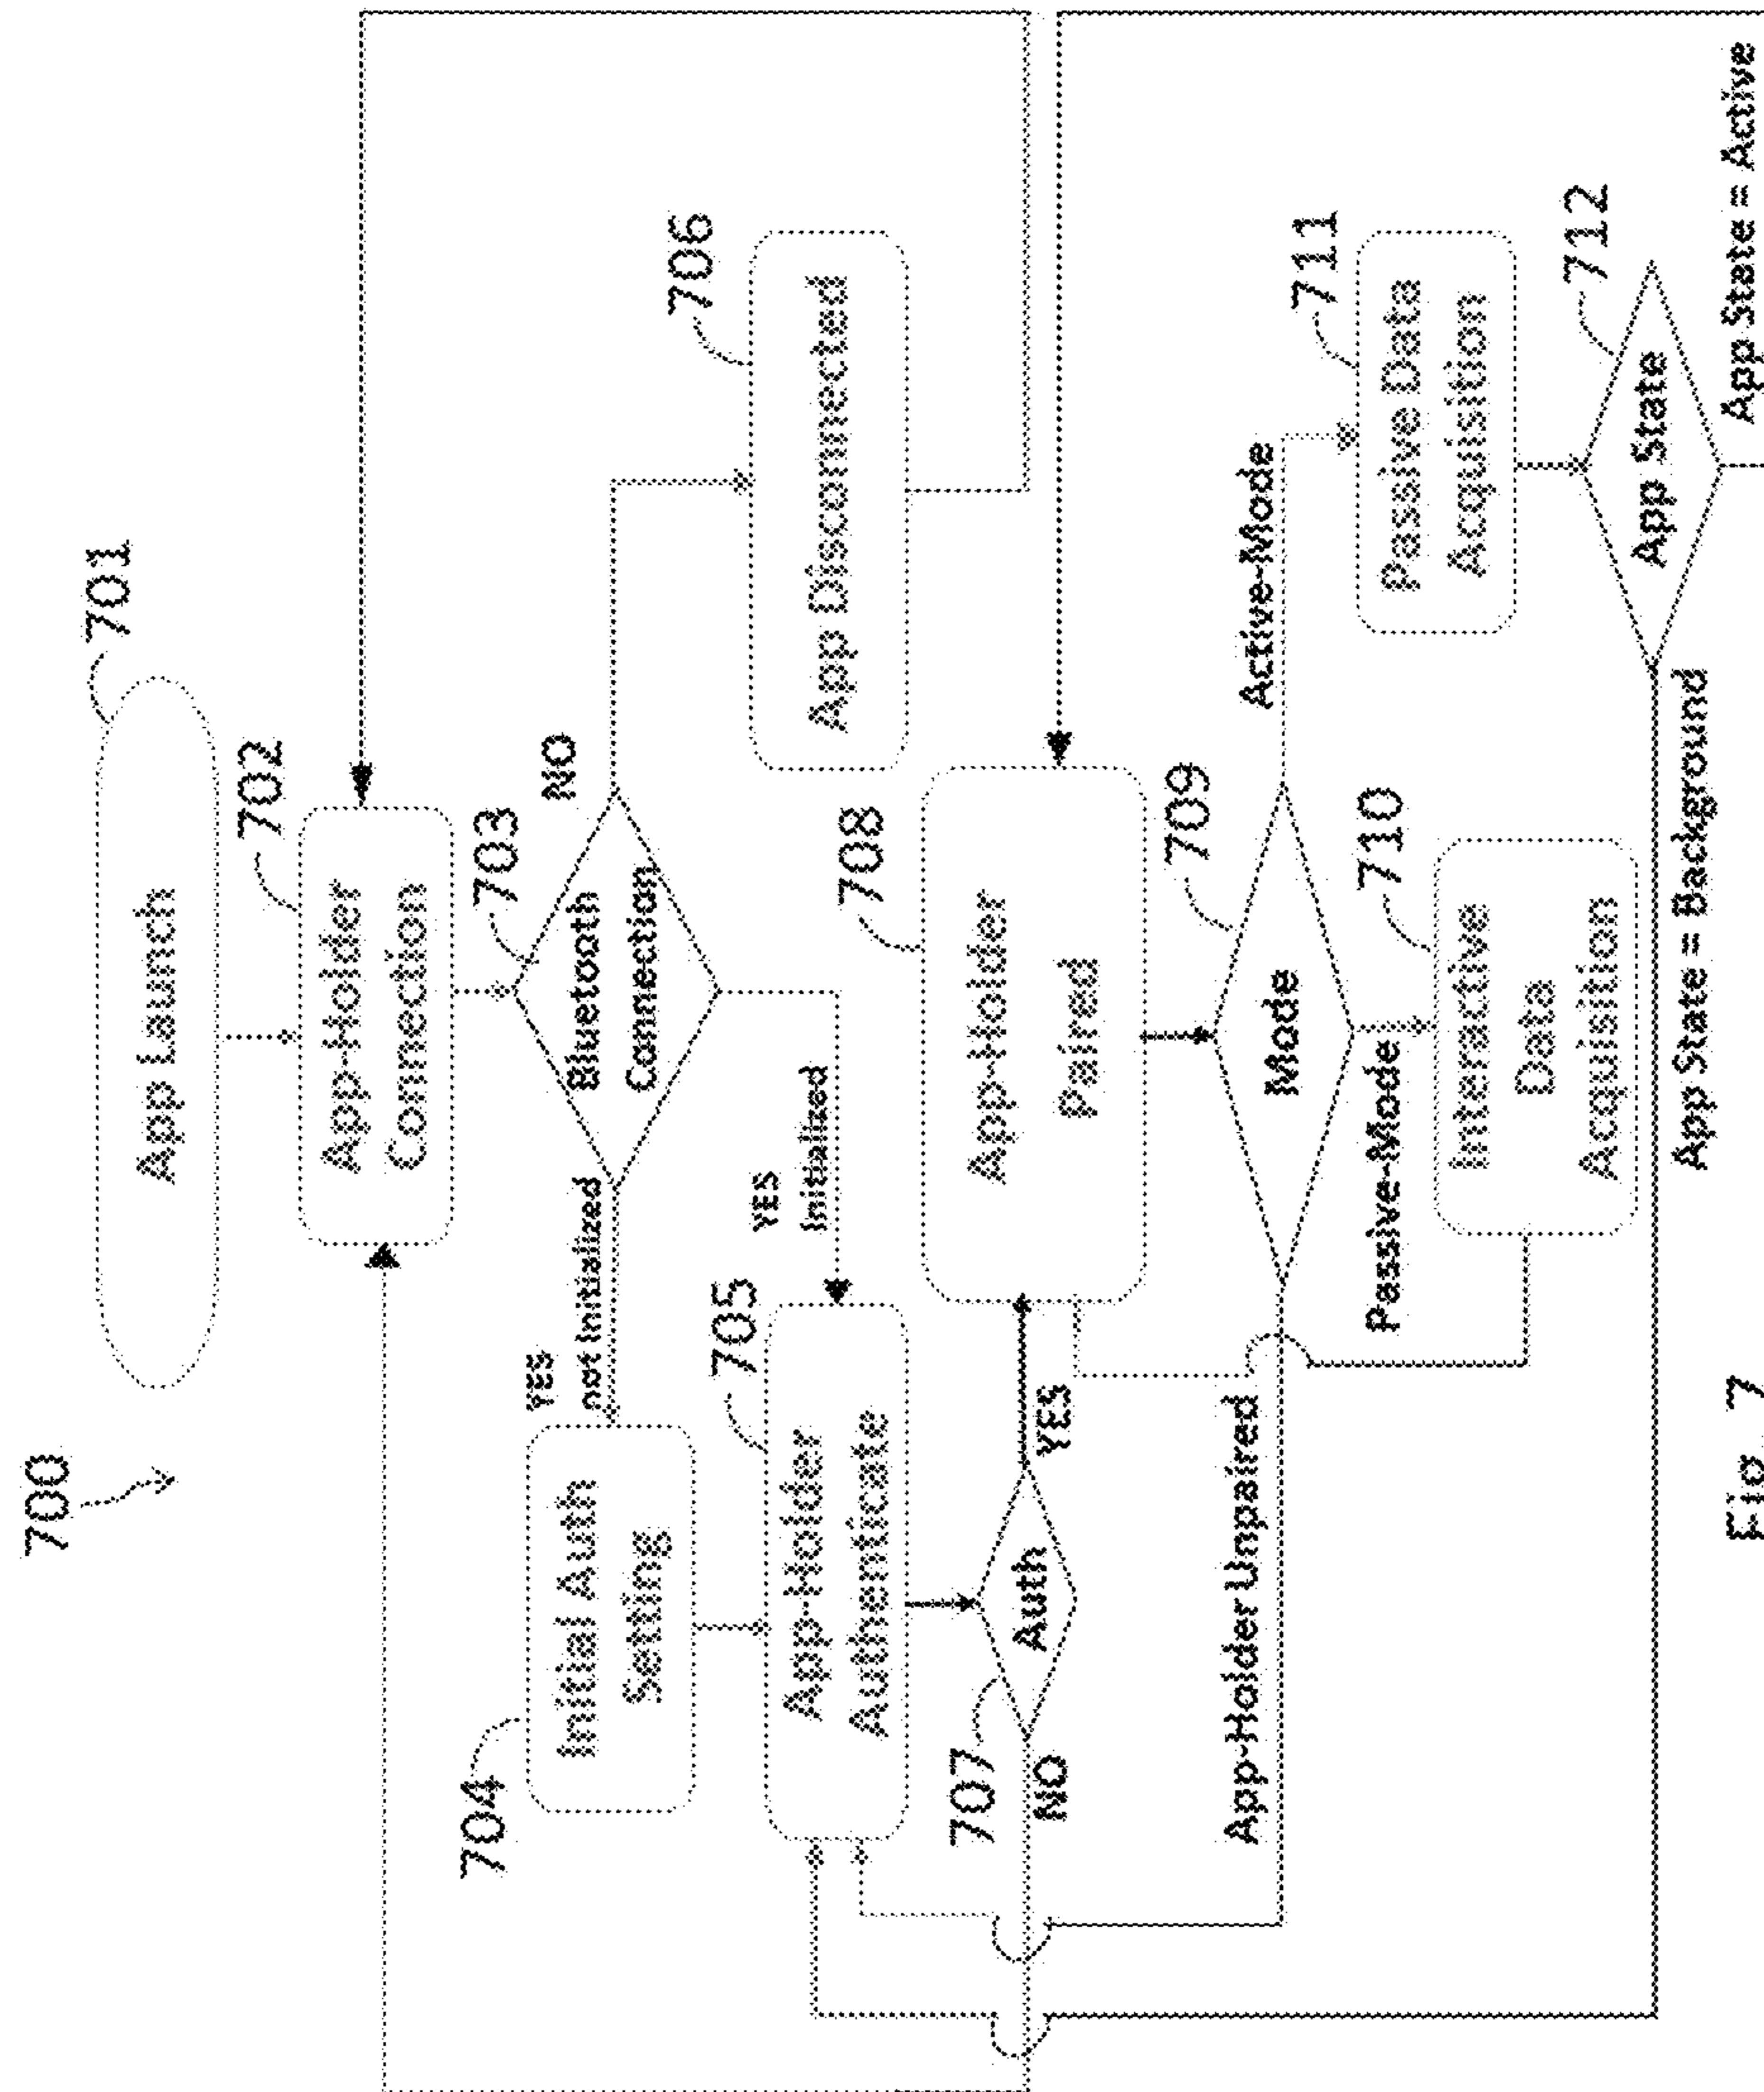 700
701
App Launch
702
App-Holder
Connection
703
Bluetooth
Connection
NO
YES
not Initialized
704
Initial Auth
Setting
YES
Initialized
705
App-Holder
Authenticate
706
App Disconnected
707
Auth
NO
YES
708
App-Holder
Paired
709
Mode
App-Holder Unpaired
Passive-Mode
Active-Mode
710
Interactive
Data
Acquisition
711
Passive Data
Acquisition
712
App State
App State = Background
App State = Active
Fig. 7